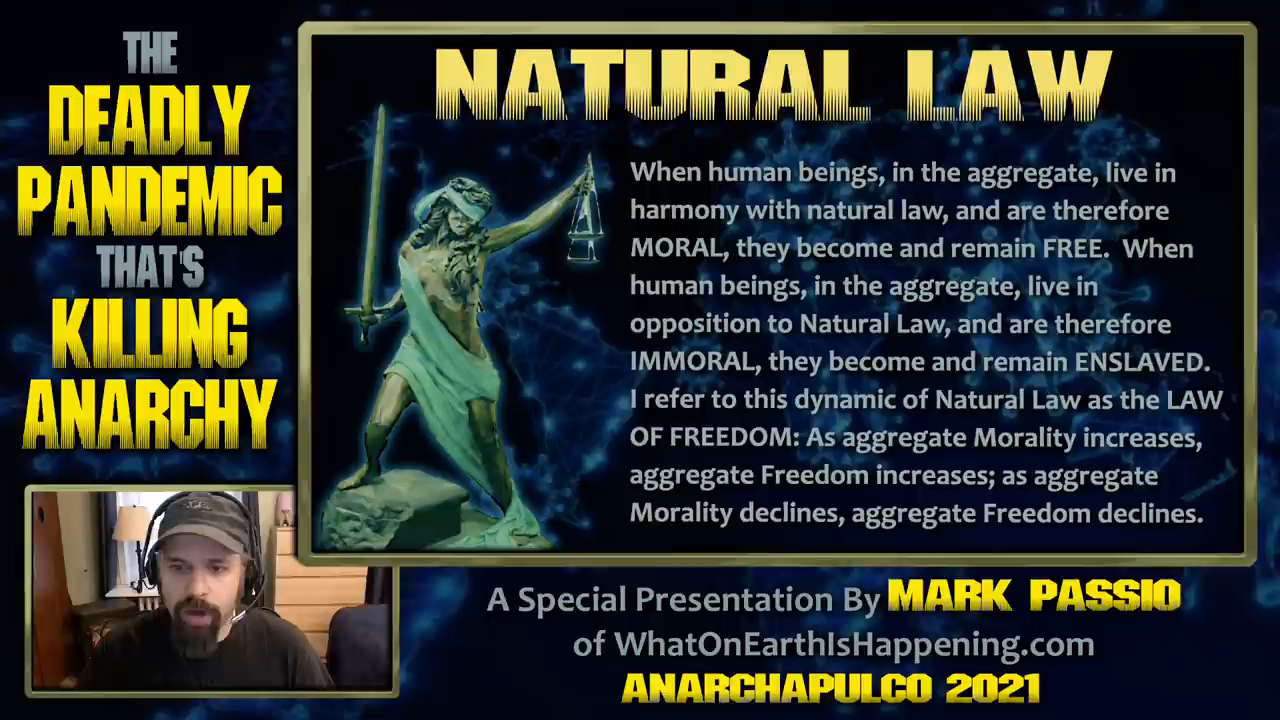 THE
DEADLY
PANDEMIC
THAT'S
KILLING
ANARCHY
NATURAL LAW
When human beings, in the aggregate, live in
harmony with natural law, and are therefore
MORAL, they become and remain FREE. When
human beings, in the aggregate, live in
opposition to Natural Law, and are therefore
IMMORAL, they become and remain ENSLAVED.
I refer to this dynamic of Natural Law as the LAW
OF FREEDOM: As aggregate Morality increases,
aggregate Freedom increases; as aggregate
Morality declines, aggregate Freedom declines.
A Special Presentation By MARK PASSIO
of WhatOnEarthIsHappening.com
ANARCHAPULCO 2021